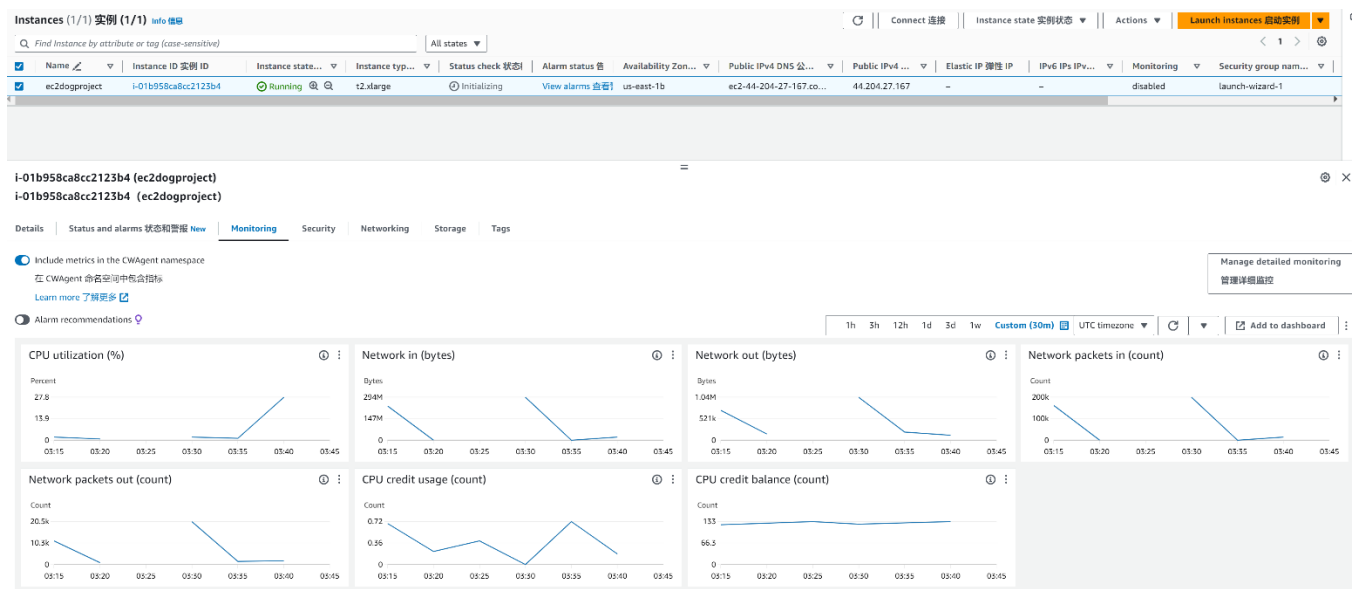 Instances (1/1) 实例 (1/1) Info 信息
Connect 连接 Instance state 实例状态 Actions Launch instances 启动实例
Find Instance by attribute or tag (case-sensitive) All states 1
Name Instance ID 实例 ID Instance state... Instance typ... Status check 状态 Alarm status 告 Availability Zon... Public IPv4 DNS 公... Public IPv4 ... Elastic IP 弹性 IP IPv6 IPs IPv... Monitoring Security group nam...
ec2dogproject i-01b958ca8cc2123b4 Running t2.xlarge Initializing View alarms 查看 us-east-1b ec2-44-204-27-167.co... 44.204.27.167 – – disabled launch-wizard-1
i-01b958ca8cc2123b4 (ec2dogproject)
i-01b958ca8cc2123b4（ec2dogproject）
Details Status and alarms 状态和警报 New Monitoring Security Networking Storage Tags
Include metrics in the CWAgent namespace
在 CWAgent 命名空间中包含指标
Learn more 了解更多
Manage detailed monitoring
管理详细监控
Alarm recommendations
1h 3h 12h 1d 3d 1w Custom (30m) UTC timezone Add to dashboard
CPU utilization (%)
Percent
27.8
13.9
0
03:15 03:20 03:25 03:30 03:35 03:40 03:45
Network in (bytes)
Bytes
294M
147M
0
03:15 03:20 03:25 03:30 03:35 03:40 03:45
Network out (bytes)
Bytes
1.04M
521k
0
03:15 03:20 03:25 03:30 03:35 03:40 03:45
Network packets in (count)
Count
200k
100k
0
03:15 03:20 03:25 03:30 03:35 03:40 03:45
Network packets out (count)
Count
20.5k
10.3k
0
03:15 03:20 03:25 03:30 03:35 03:40 03:45
CPU credit usage (count)
Count
0.72
0.36
0
03:15 03:20 03:25 03:30 03:35 03:40 03:45
CPU credit balance (count)
Count
133
66.3
0
03:15 03:20 03:25 03:30 03:35 03:40 03:45